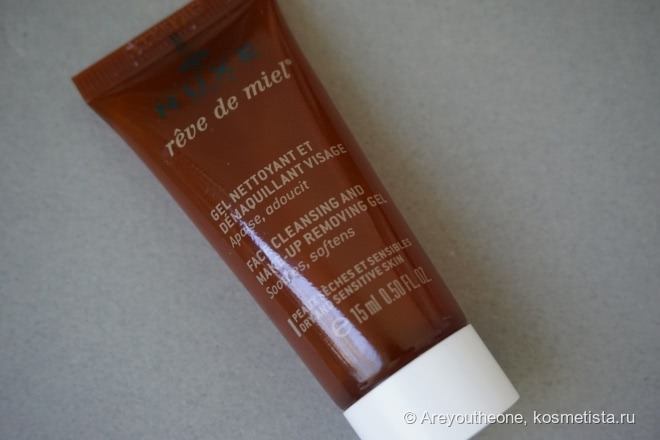 NUXE
rêve de miel®
GEL NETTOYANT ET
DÉMAQUILLANT VISAGE
Apaise, adoucit
FACE CLEANSING AND
MAKE-UP REMOVING GEL
Soothes, softens
PEAUX SÈCHES ET SENSIBLES
DRY AND SENSITIVE SKIN
℮ 15 ml 0.50 FL.OZ
© Areyoutheone, kosmetista.ru